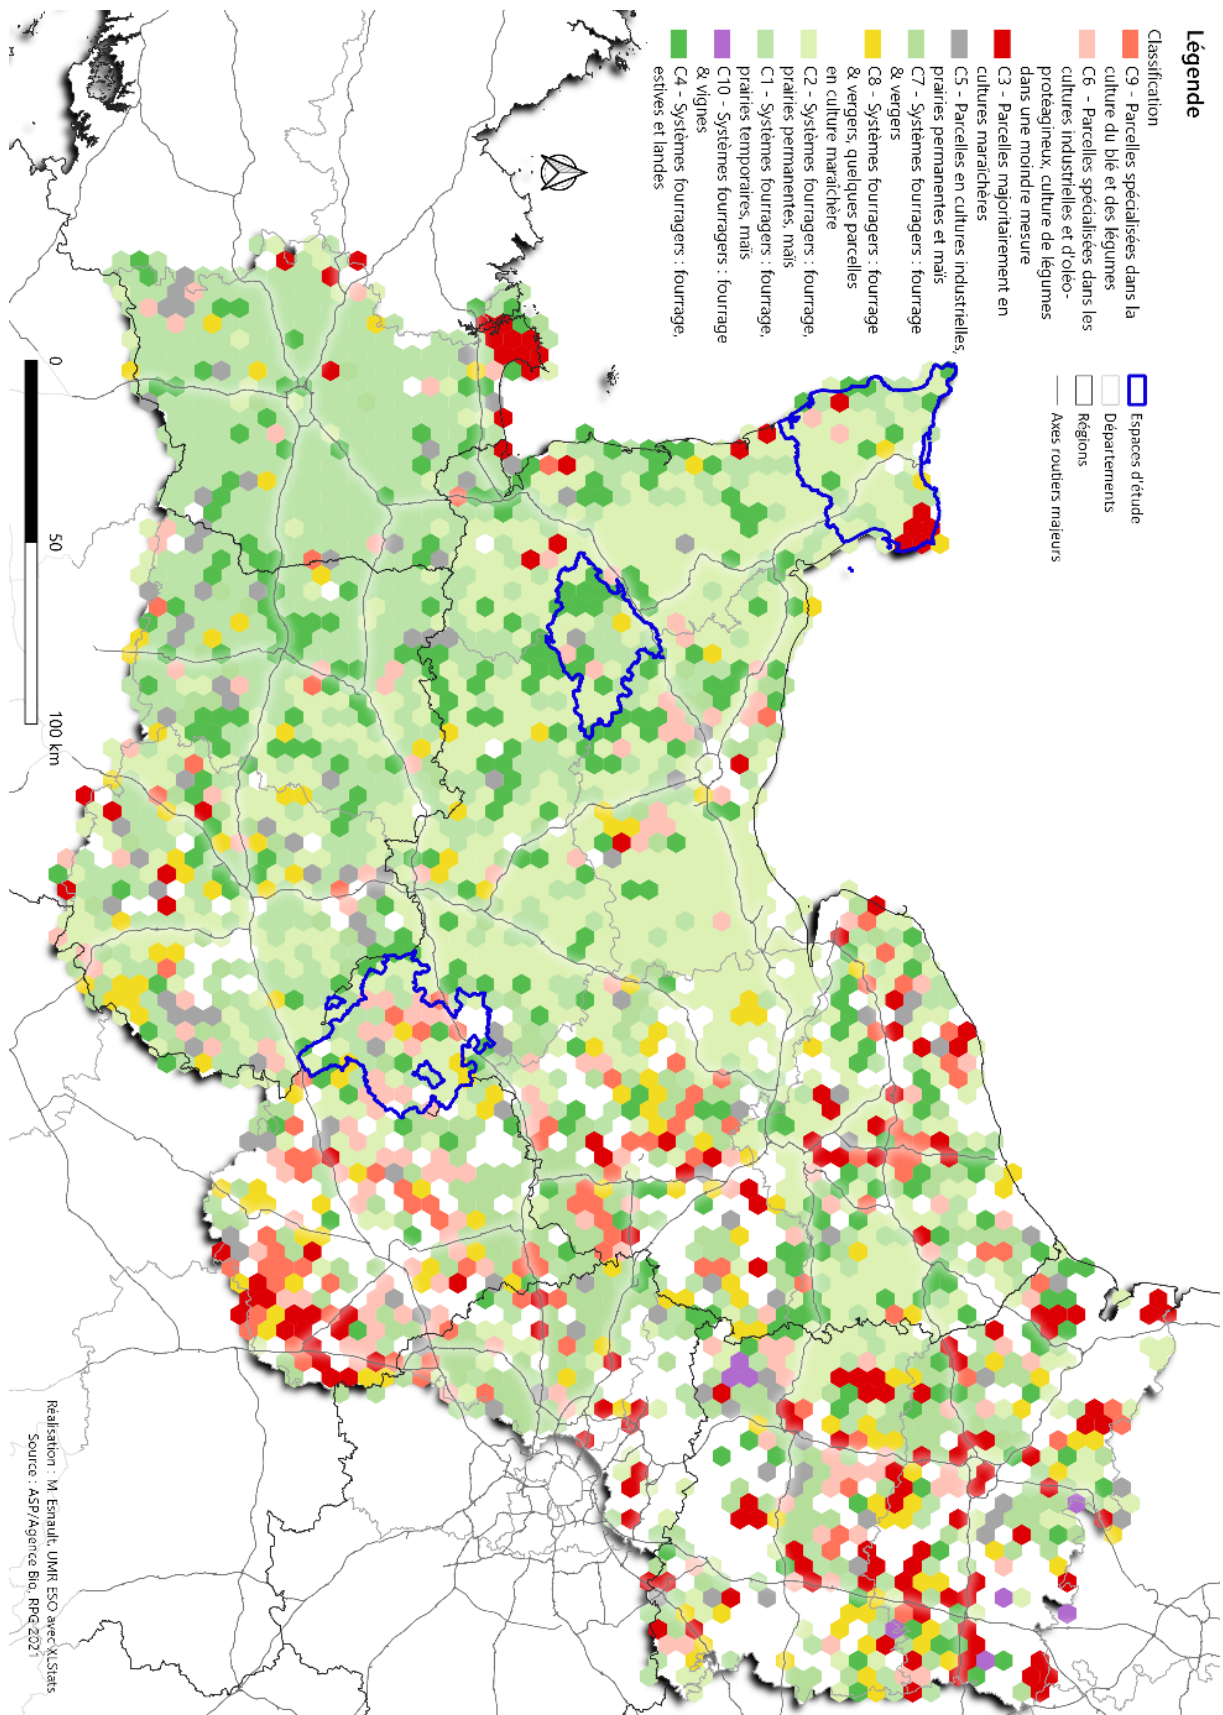 Légende
Classification
C9 - Parcelles spécialisées dans la
culture du blé et des légumes
C6 - Parcelles spécialisées dans les
cultures industrielles et d'oléo-
protéagineux, culture de légumes
dans une moindre mesure
C3 - Parcelles majoritairement en
cultures maraîchères
C5 - Parcelles en cultures industrielles,
prairies permanentes et maïs
C7 - Systèmes fourragers : fourrage
& vergers
C8 - Systèmes fourragers : fourrage
& vergers, quelques parcelles
en culture maraîchère
C2 - Systèmes fourragers : fourrage,
prairies permanentes, maïs
C1 - Systèmes fourragers : fourrage,
prairies temporaires, maïs
C10 - Systèmes fourragers : fourrage
& vignes
C4 - Systèmes fourragers : fourrage,
estives et landes
Espaces d'étude
Départements
Régions
Axes routiers majeurs
0 50 100 km
Réalisation : M. Esnault, UMR ESO avec XLStats
Source : ASP/Agence Bio, RPG 2021